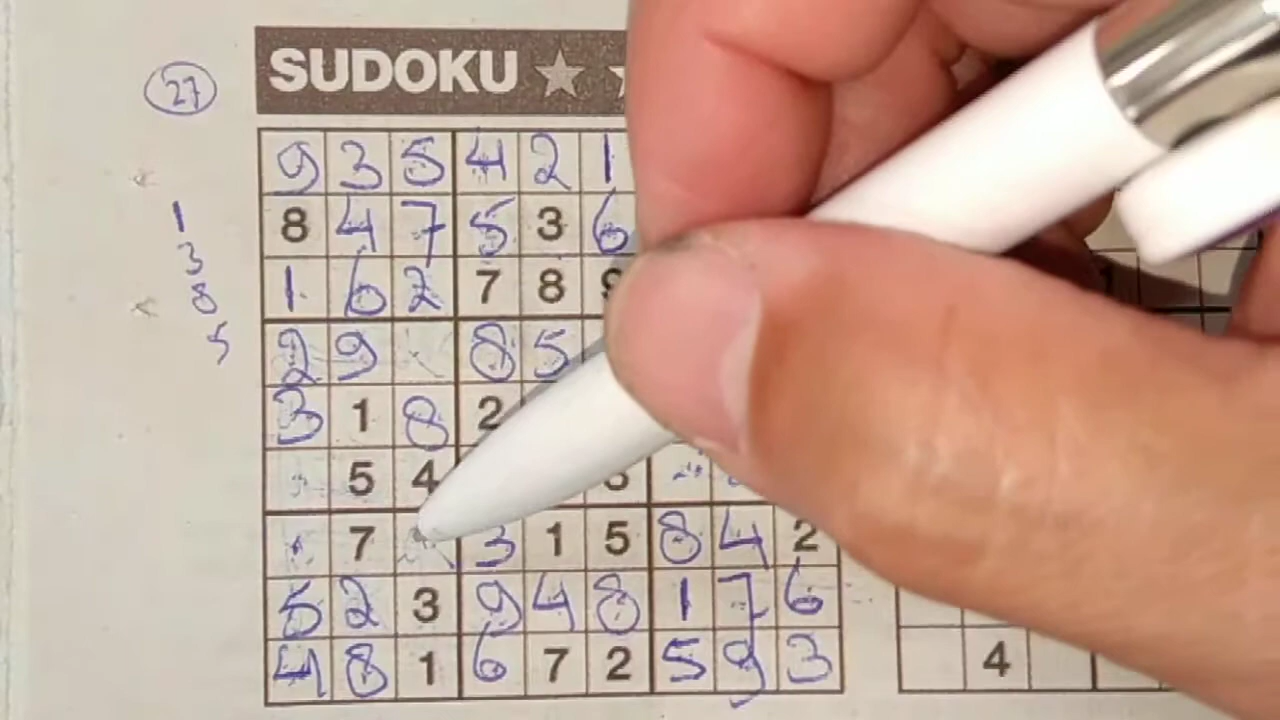 SUDOKU
27
9 3 5 4 2 1
8 4 7 5 3 6
1 6 2 7 8 9
2 9 8 5
3 1 8 2
5 4
7 3 1 5 8 4 2
5 2 3 9 4 8 1 7 6
4 8 1 6 7 2 5 9 3
1
3
8
5
4